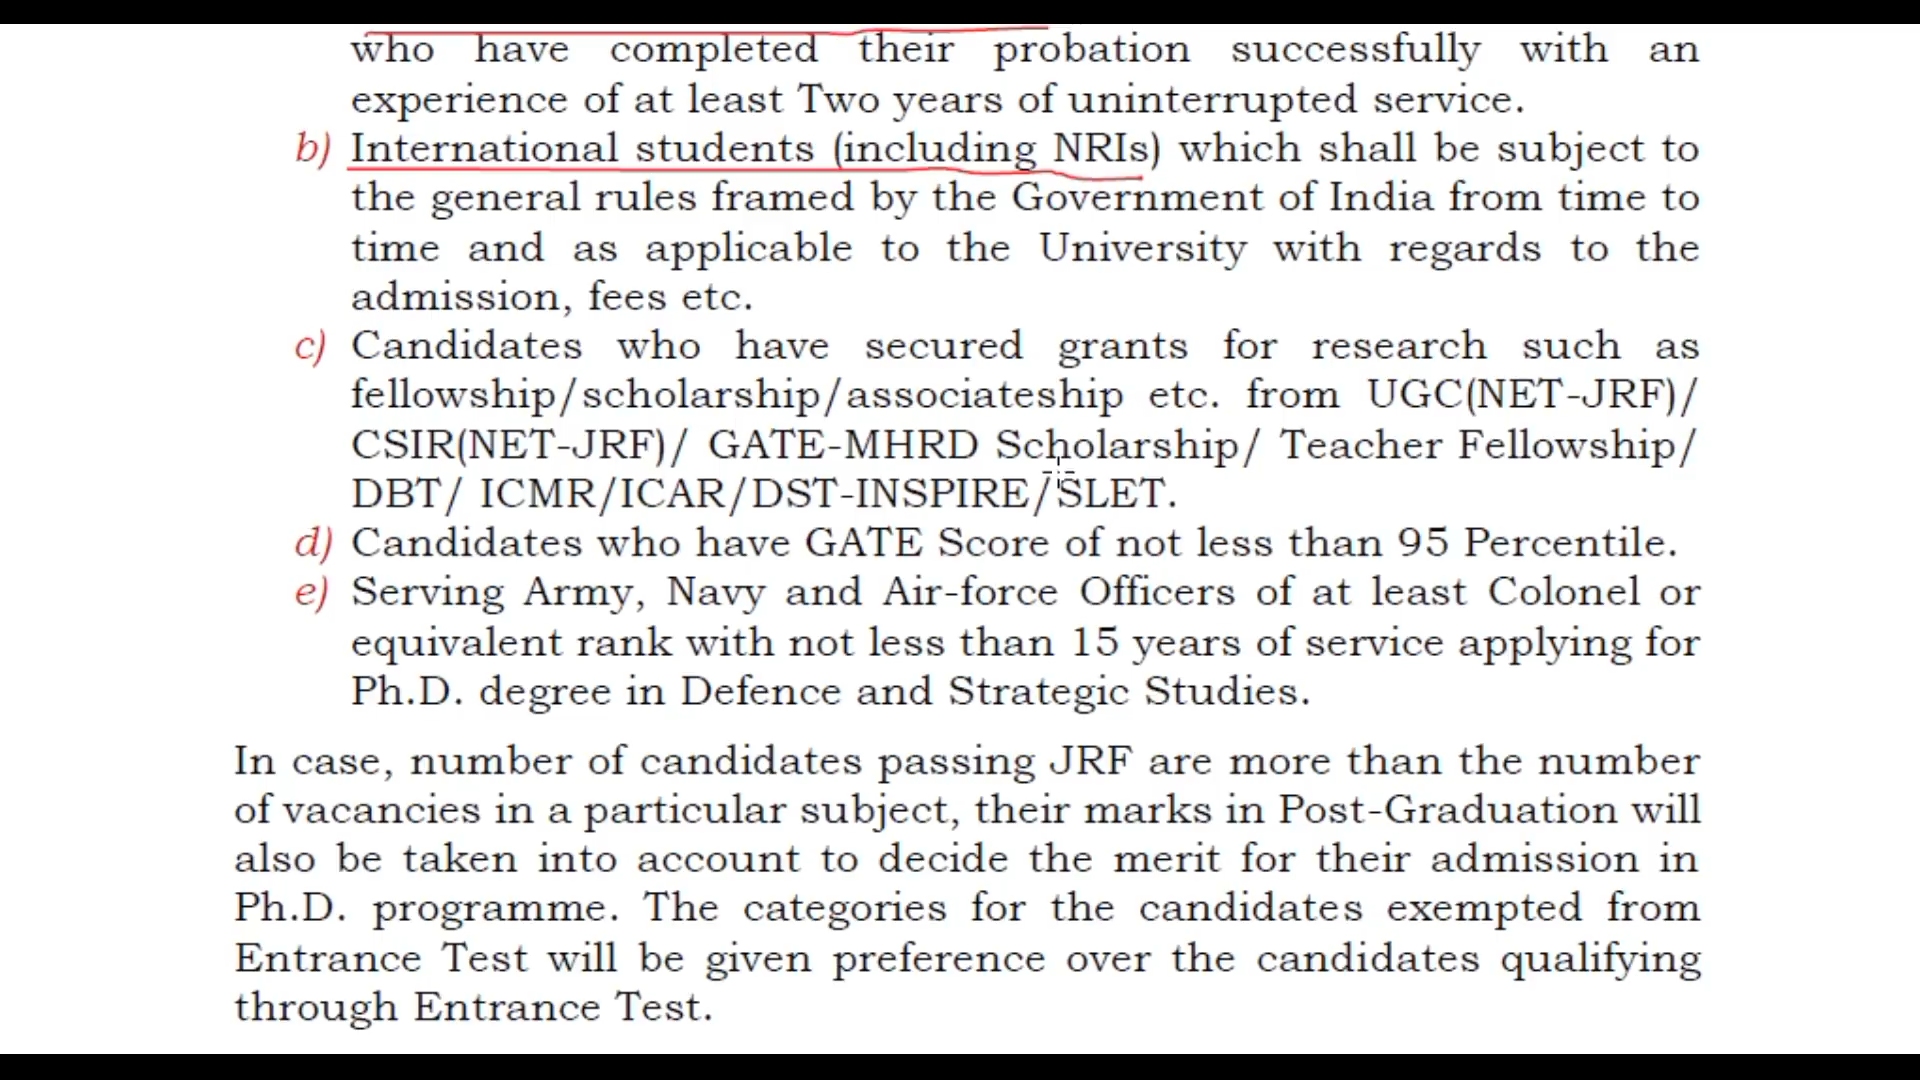 who have completed their probation successfully with an
experience of at least Two years of uninterrupted service.
b) International students (including NRIs) which shall be subject to
the general rules framed by the Government of India from time to
time and as applicable to the University with regards to the
admission, fees etc.
c) Candidates who have secured grants for research such as
fellowship/scholarship/associateship etc. from UGC(NET-JRF)/
CSIR(NET-JRF)/ GATE-MHRD Scholarship/ Teacher Fellowship/
DBT/ ICMR/ICAR/DST-INSPIRE/SLET.
d) Candidates who have GATE Score of not less than 95 Percentile.
e) Serving Army, Navy and Air-force Officers of at least Colonel or
equivalent rank with not less than 15 years of service applying for
Ph.D. degree in Defence and Strategic Studies.
In case, number of candidates passing JRF are more than the number
of vacancies in a particular subject, their marks in Post-Graduation will
also be taken into account to decide the merit for their admission in
Ph.D. programme. The categories for the candidates exempted from
Entrance Test will be given preference over the candidates qualifying
through Entrance Test.